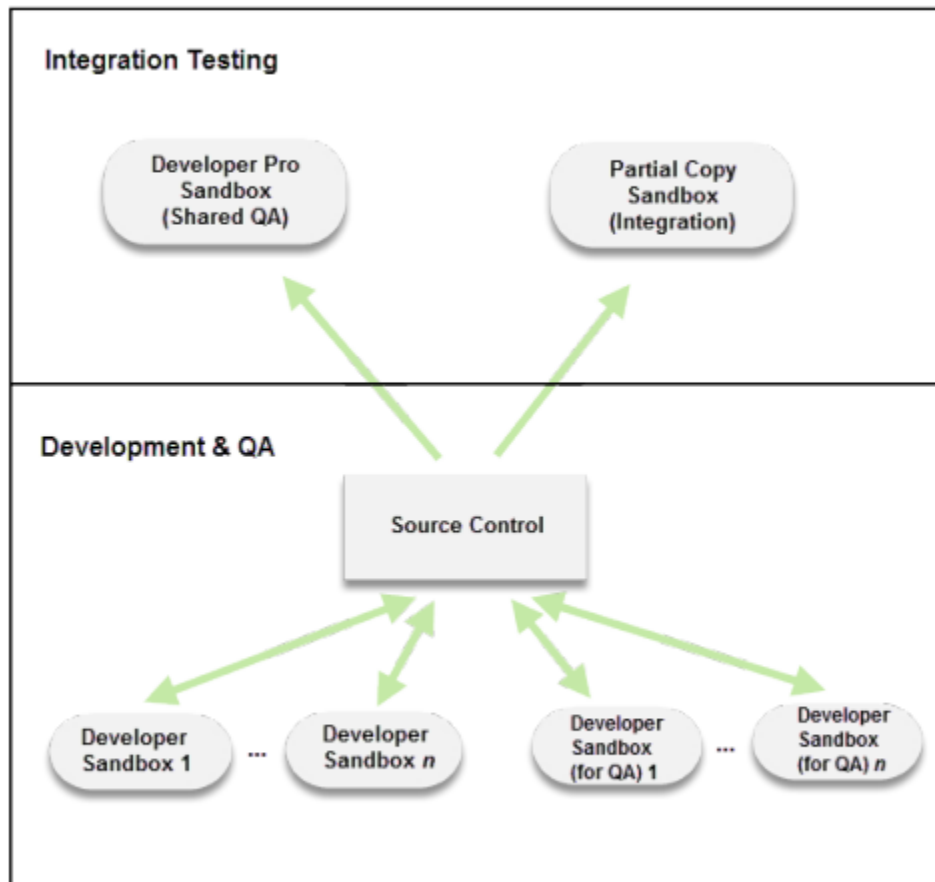 Integration Testing
Developer Pro
Sandbox
(Shared QA)
Partial Copy
Sandbox
(Integration)
Development & QA
Source Control
Developer
Sandbox 1
...
Developer
Sandbox n
Developer
Sandbox
(for QA) 1
...
Developer
Sandbox
(for QA) n